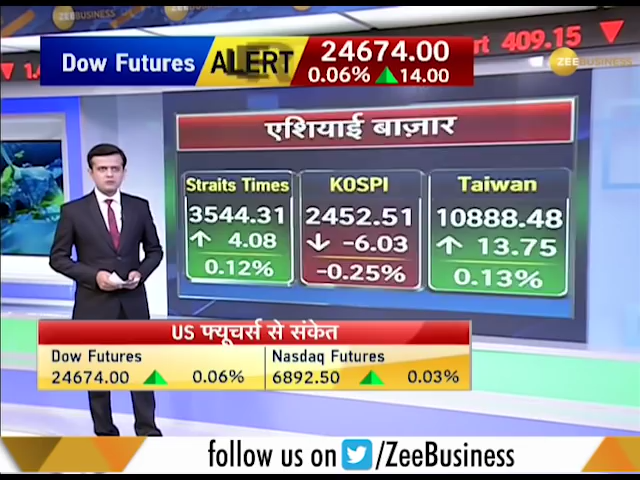 ZEEBUSINESS
Dow Futures
ALERT
24674.00
0.06% 14.00
409.15
ZEEBUSINESS
एशियाई बाज़ार
Straits Times
3544.31
4.08
0.12%
KOSPI
2452.51
-6.03
-0.25%
Taiwan
10888.48
13.75
0.13%
US फ्यूचर्स से संकेत
Dow Futures
24674.00 0.06%
Nasdaq Futures
6892.50 0.03%
follow us on /ZeeBusiness